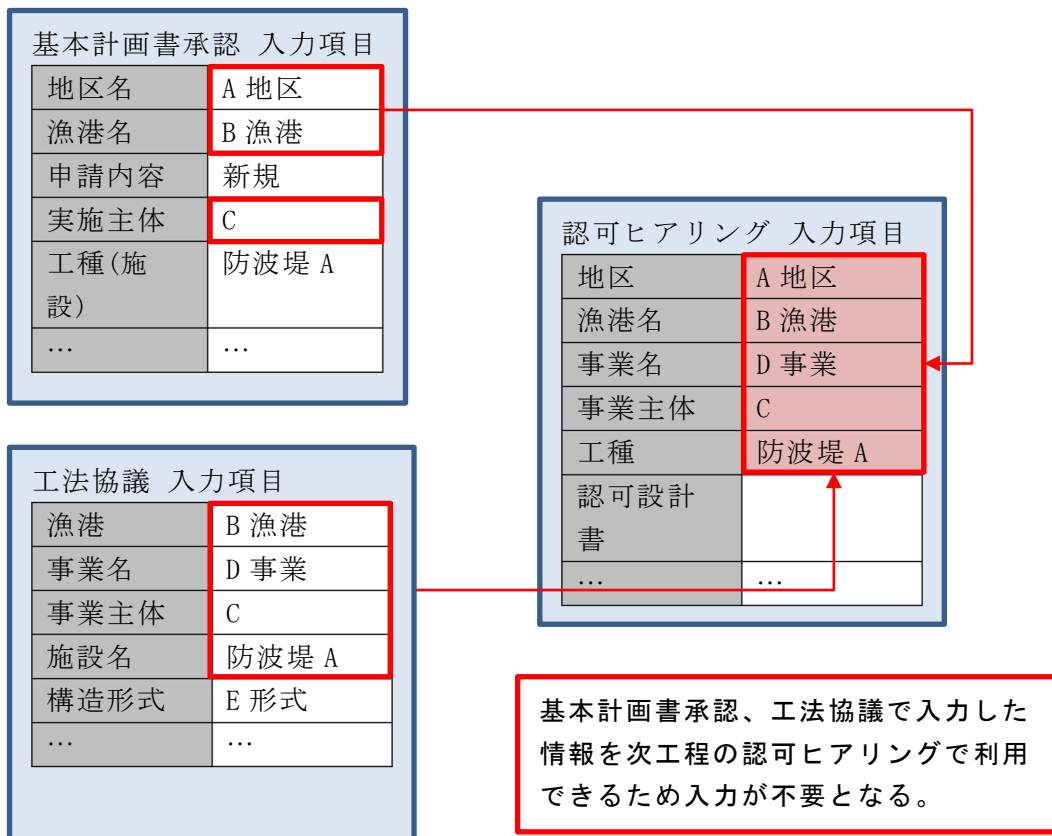 基本計画書承認 入力項目
地区名 A 地区
漁港名 B 漁港
申請内容 新規
実施主体 C
工種(施 防波堤 A
設)
… …
工法協議 入力項目
漁港 B 漁港
事業名 D 事業
事業主体 C
施設名 防波堤 A
構造形式 E 形式
… …
認可ヒアリング 入力項目
地区 A 地区
漁港名 B 漁港
事業名 D 事業
事業主体 C
工種 防波堤 A
認可設計
書
… …
基本計画書承認、工法協議で入力した
情報を次工程の認可ヒアリングで利用
できるため入力が不要となる。